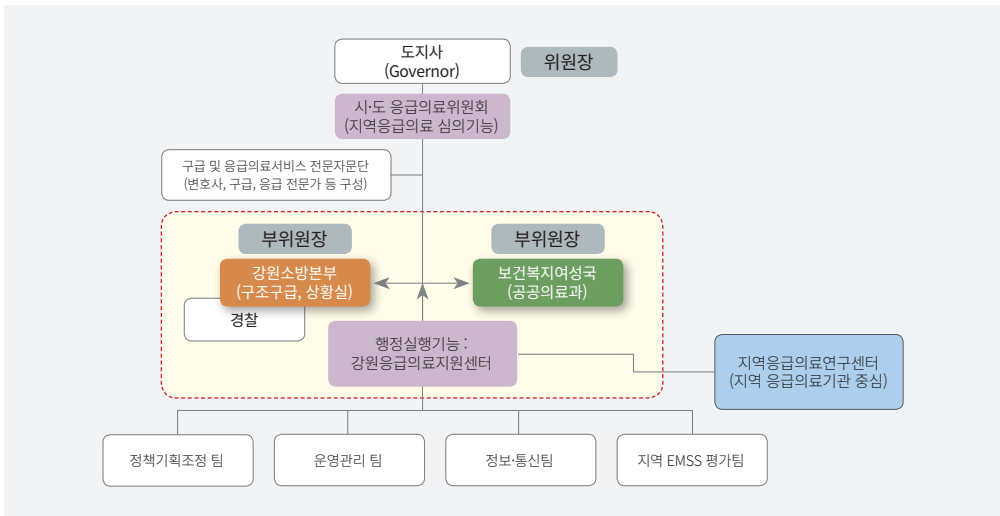 도지사
(Governor)
위원장
시·도 응급의료위원회
(지역응급의료 심의기능)
구급 및 응급의료서비스 전문자문단
(변호사, 구급, 응급 전문가 등 구성)
부위원장
부위원장
강원소방본부
(구조구급, 상황실)
보건복지여성국
(공공의료과)
경찰
행정실행기능 :
강원응급의료지원센터
지역응급의료연구센터
(지역 응급의료기관 중심)
정책기획조정 팀
운영관리 팀
정보·통신팀
지역 EMSS 평가팀